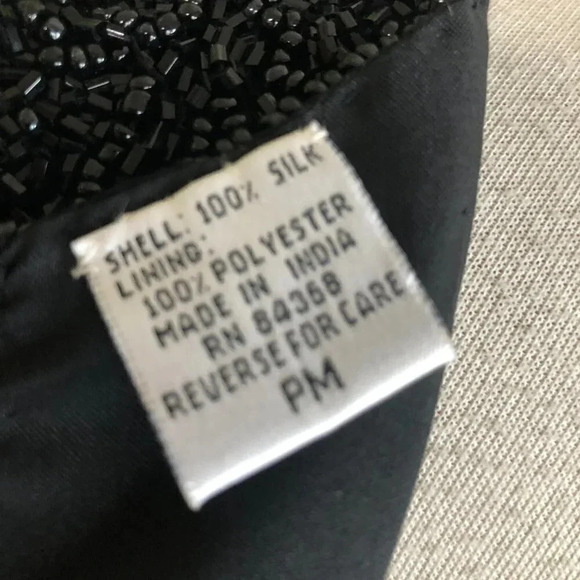 SHELL: 100% SILK
LINING:
100% POLYESTER
MADE IN INDIA
RN 84368
REVERSE FOR CARE
PM